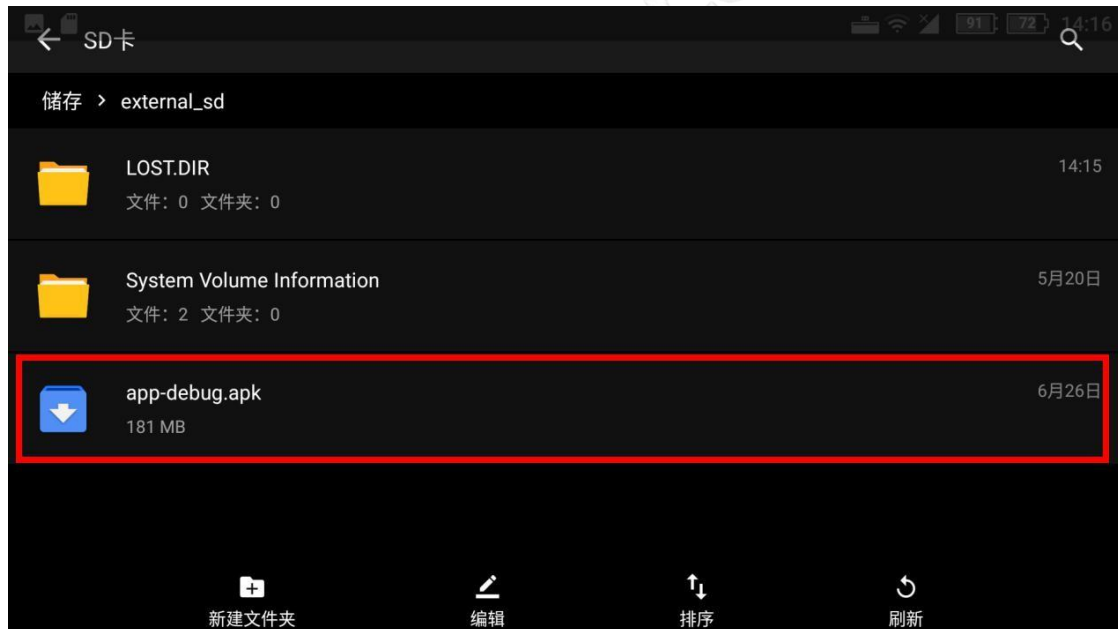 91 72 14:16
SD卡
储存 > external_sd
LOST.DIR 14:15
文件：0 文件夹：0
System Volume Information 5月20日
文件：2 文件夹：0
app-debug.apk 6月26日
181 MB
新建文件夹 编辑 排序 刷新